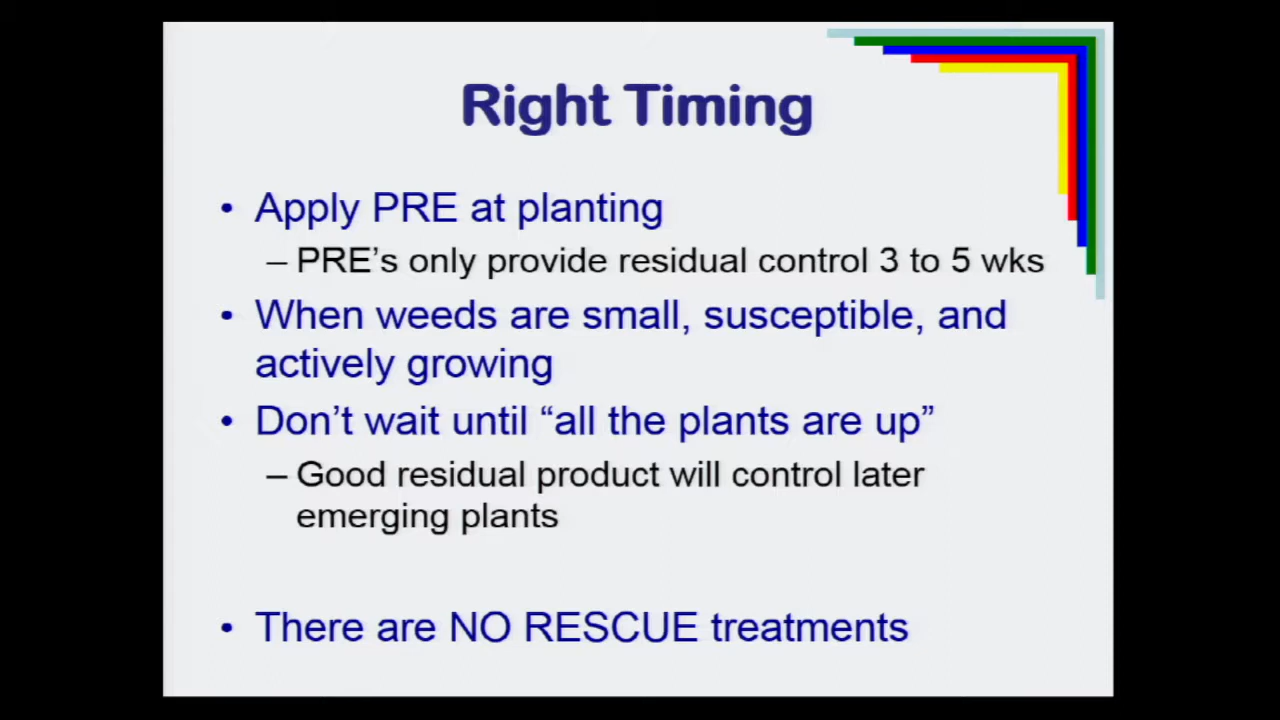 Right Timing
• Apply PRE at planting
– PRE’s only provide residual control 3 to 5 wks
• When weeds are small, susceptible, and
actively growing
• Don’t wait until “all the plants are up”
– Good residual product will control later
emerging plants
• There are NO RESCUE treatments